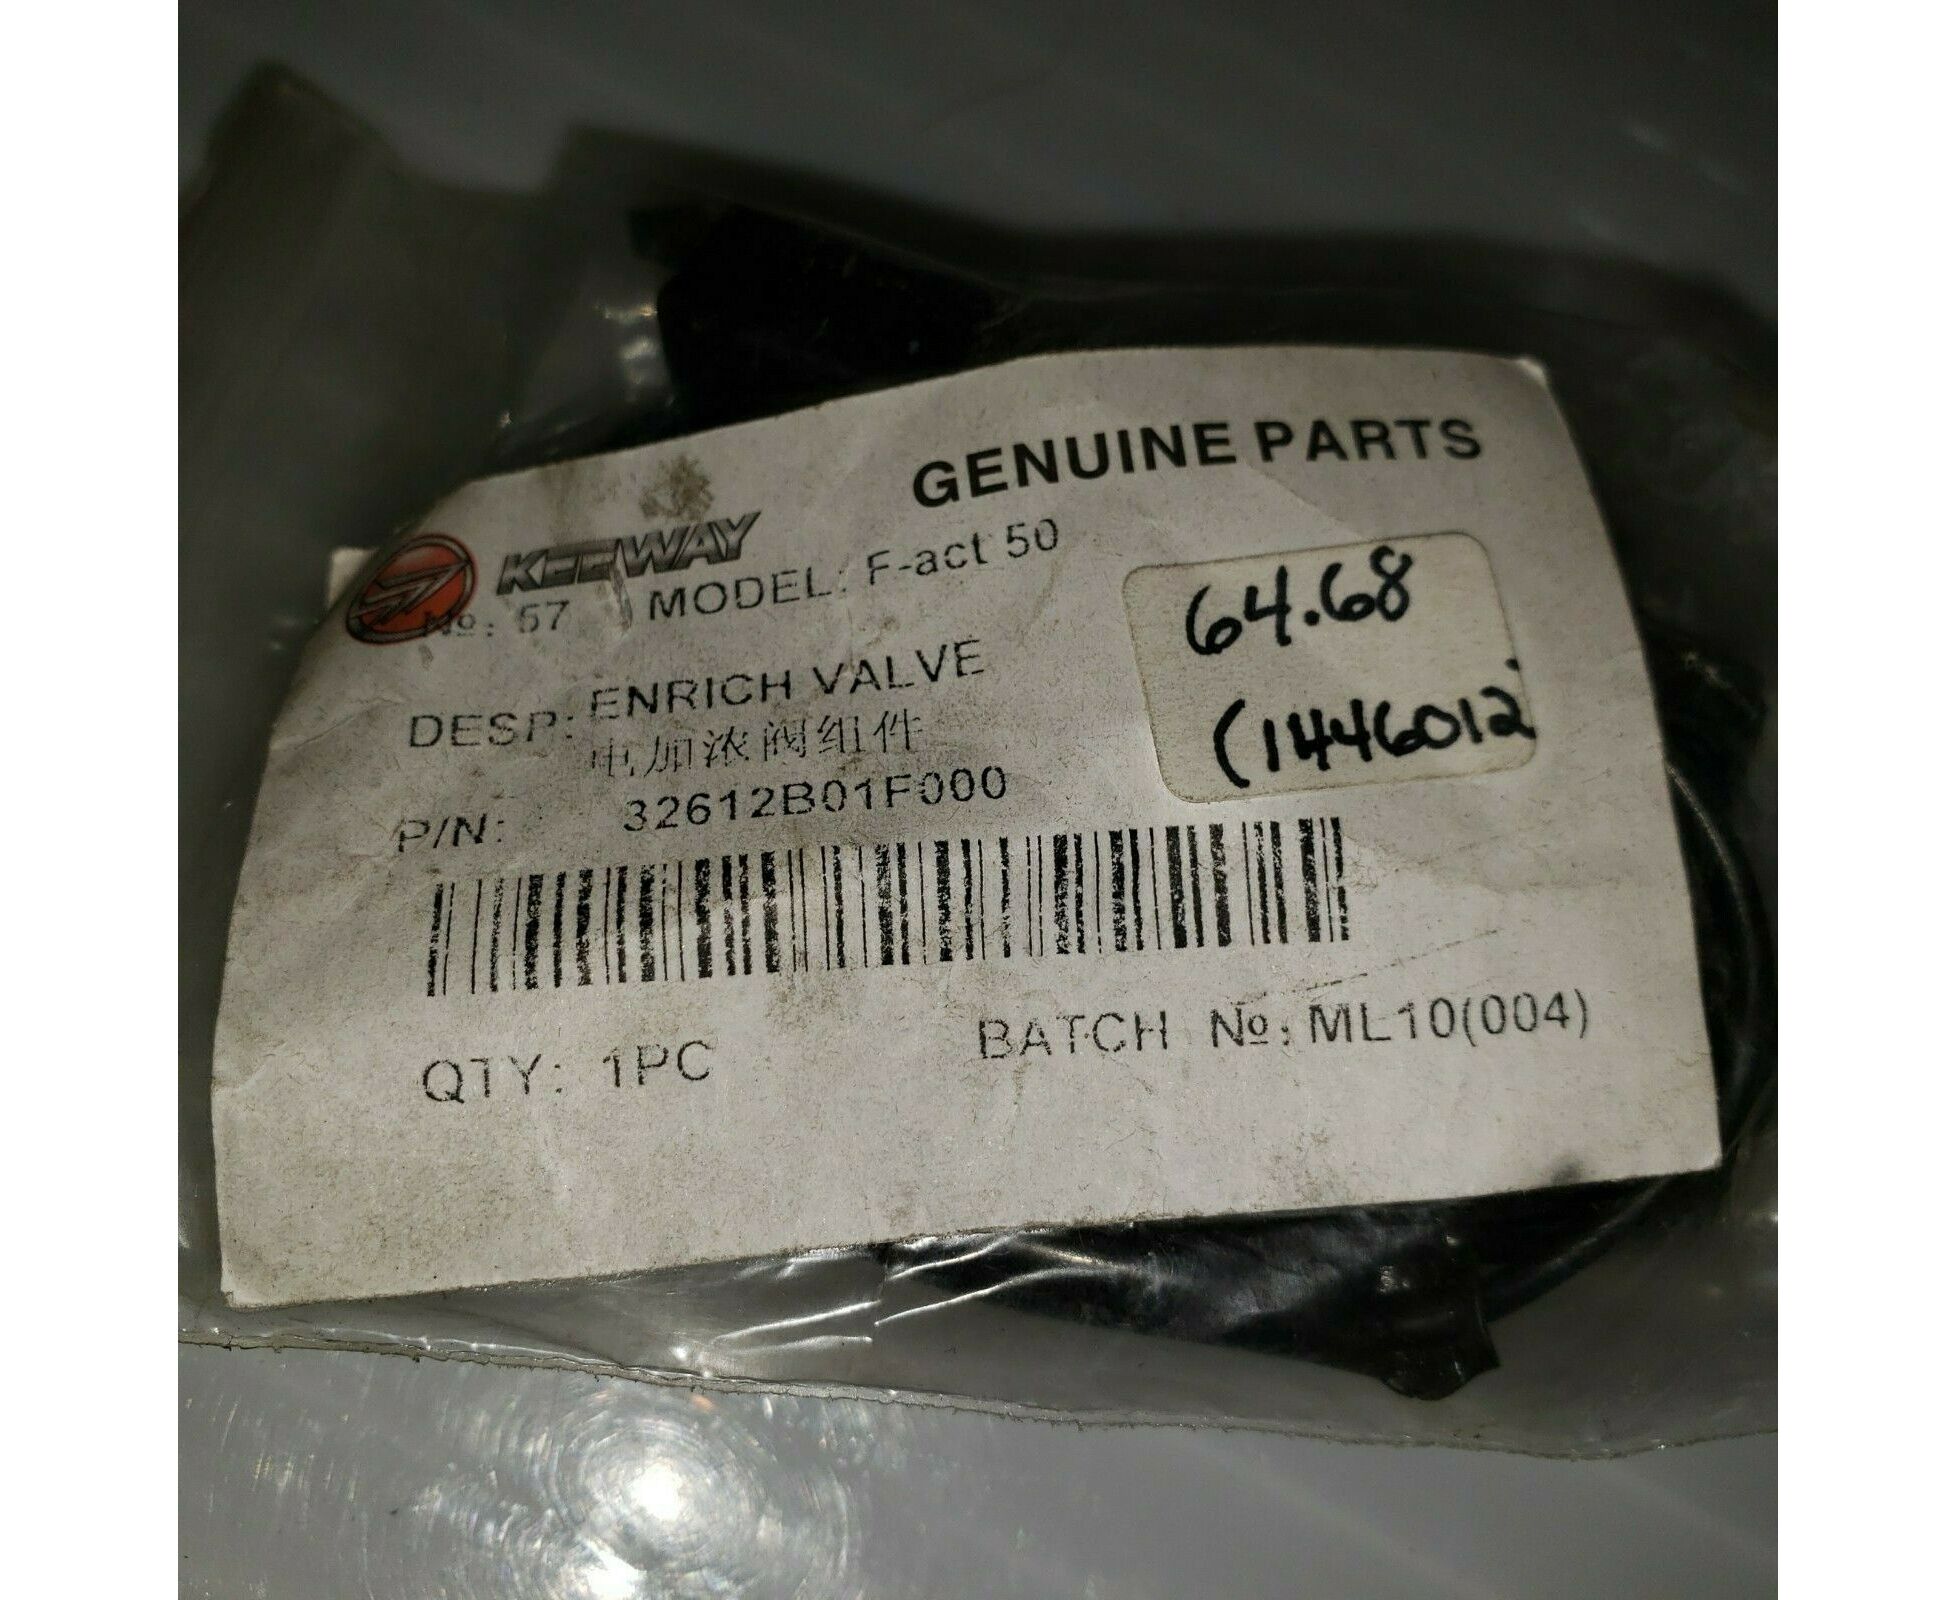 GENUINE PARTS
KEEWAY
№: 57 MODEL: F-act 50
DESP: ENRICH VALVE
电加浓阀组件
P/N: 32612B01F000
64.68
(1446012
QTY: 1PC
BATCH №: ML10(004)